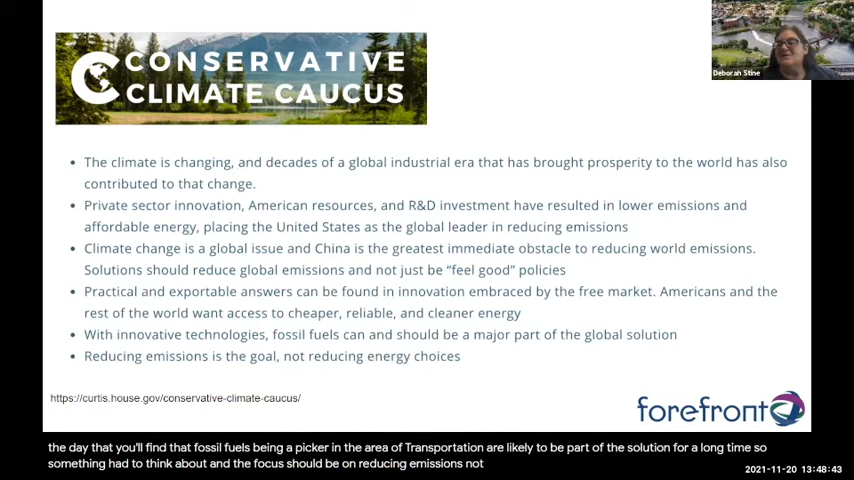 CONSERVATIVE
CLIMATE CAUCUS
Deborah Stine
• The climate is changing, and decades of a global industrial era that has brought prosperity to the world has also
contributed to that change.
• Private sector innovation, American resources, and R&D investment have resulted in lower emissions and
affordable energy, placing the United States as the global leader in reducing emissions
• Climate change is a global issue and China is the greatest immediate obstacle to reducing world emissions.
Solutions should reduce global emissions and not just be “feel good” policies
• Practical and exportable answers can be found in innovation embraced by the free market. Americans and the
rest of the world want access to cheaper, reliable, and cleaner energy
• With innovative technologies, fossil fuels can and should be a major part of the global solution
• Reducing emissions is the goal, not reducing energy choices
https://curtis.house.gov/conservative-climate-caucus/
forefront
the day that you'll find that fossil fuels being a picker in the area of Transportation are likely to be part of the solution for a long time so
something had to think about and the focus should be on reducing emissions not
2021-11-20 13:48:43